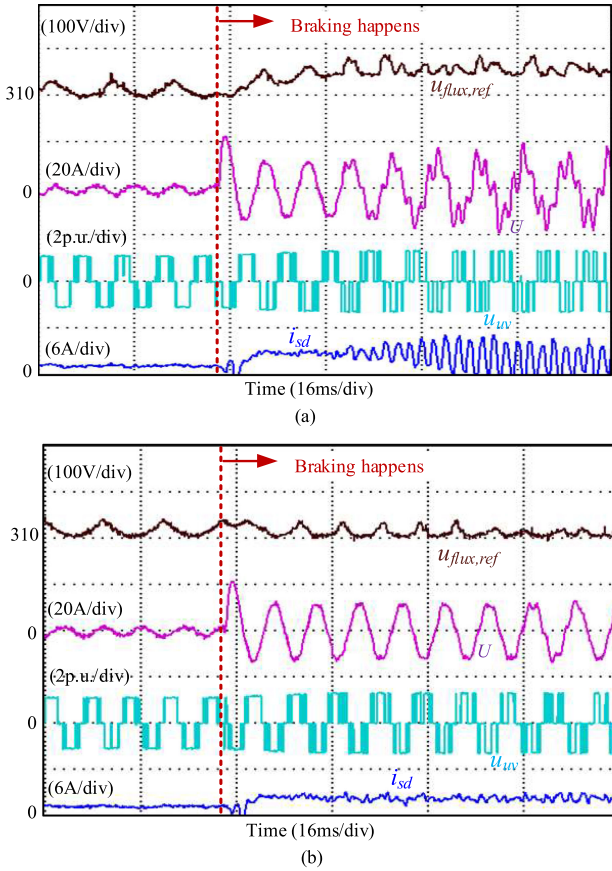 (100V/div)
Braking happens
310
u_flux,ref
(20A/div)
0
U
(2p.u./div)
0
u_uv
i_sd
(6A/div)
0
Time (16ms/div)
(a)
Braking happens
(100V/div)
310
u_flux,ref
(20A/div)
0
U
(2p.u./div)
0
u_uv
i_sd
(6A/div)
0
Time (16ms/div)
(b)